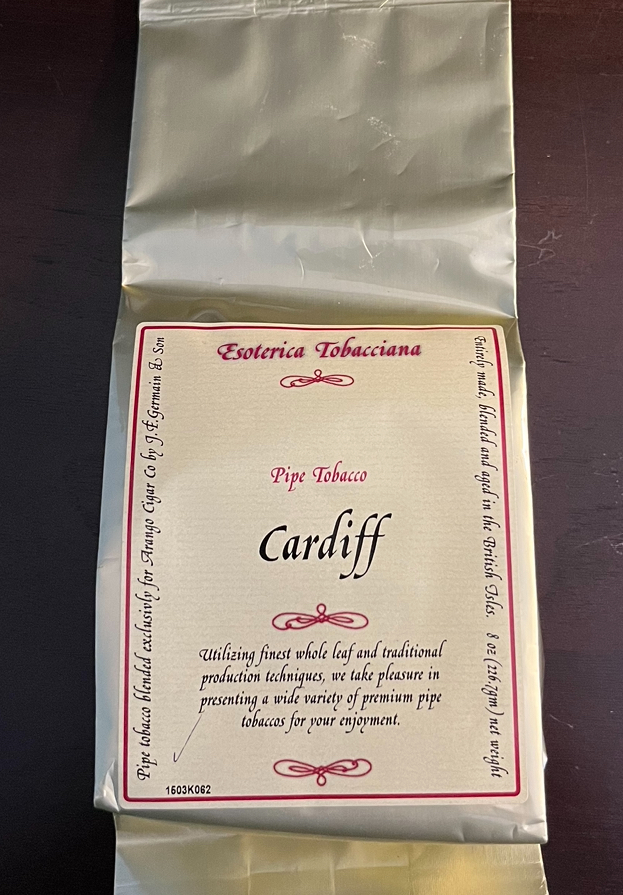 Esoterica Tobacciana
Pipe Tobacco
Cardiff
Utilizing finest whole leaf and traditional
production techniques, we take pleasure in
presenting a wide variety of premium pipe
tobaccos for your enjoyment.
Pipe tobacco blended exclusivly for Arango Cigar Co by J.F.Germain & Son
Entirely made, blended and aged in the British Isles. 8 oz (226.7gm) net weight
1603K062